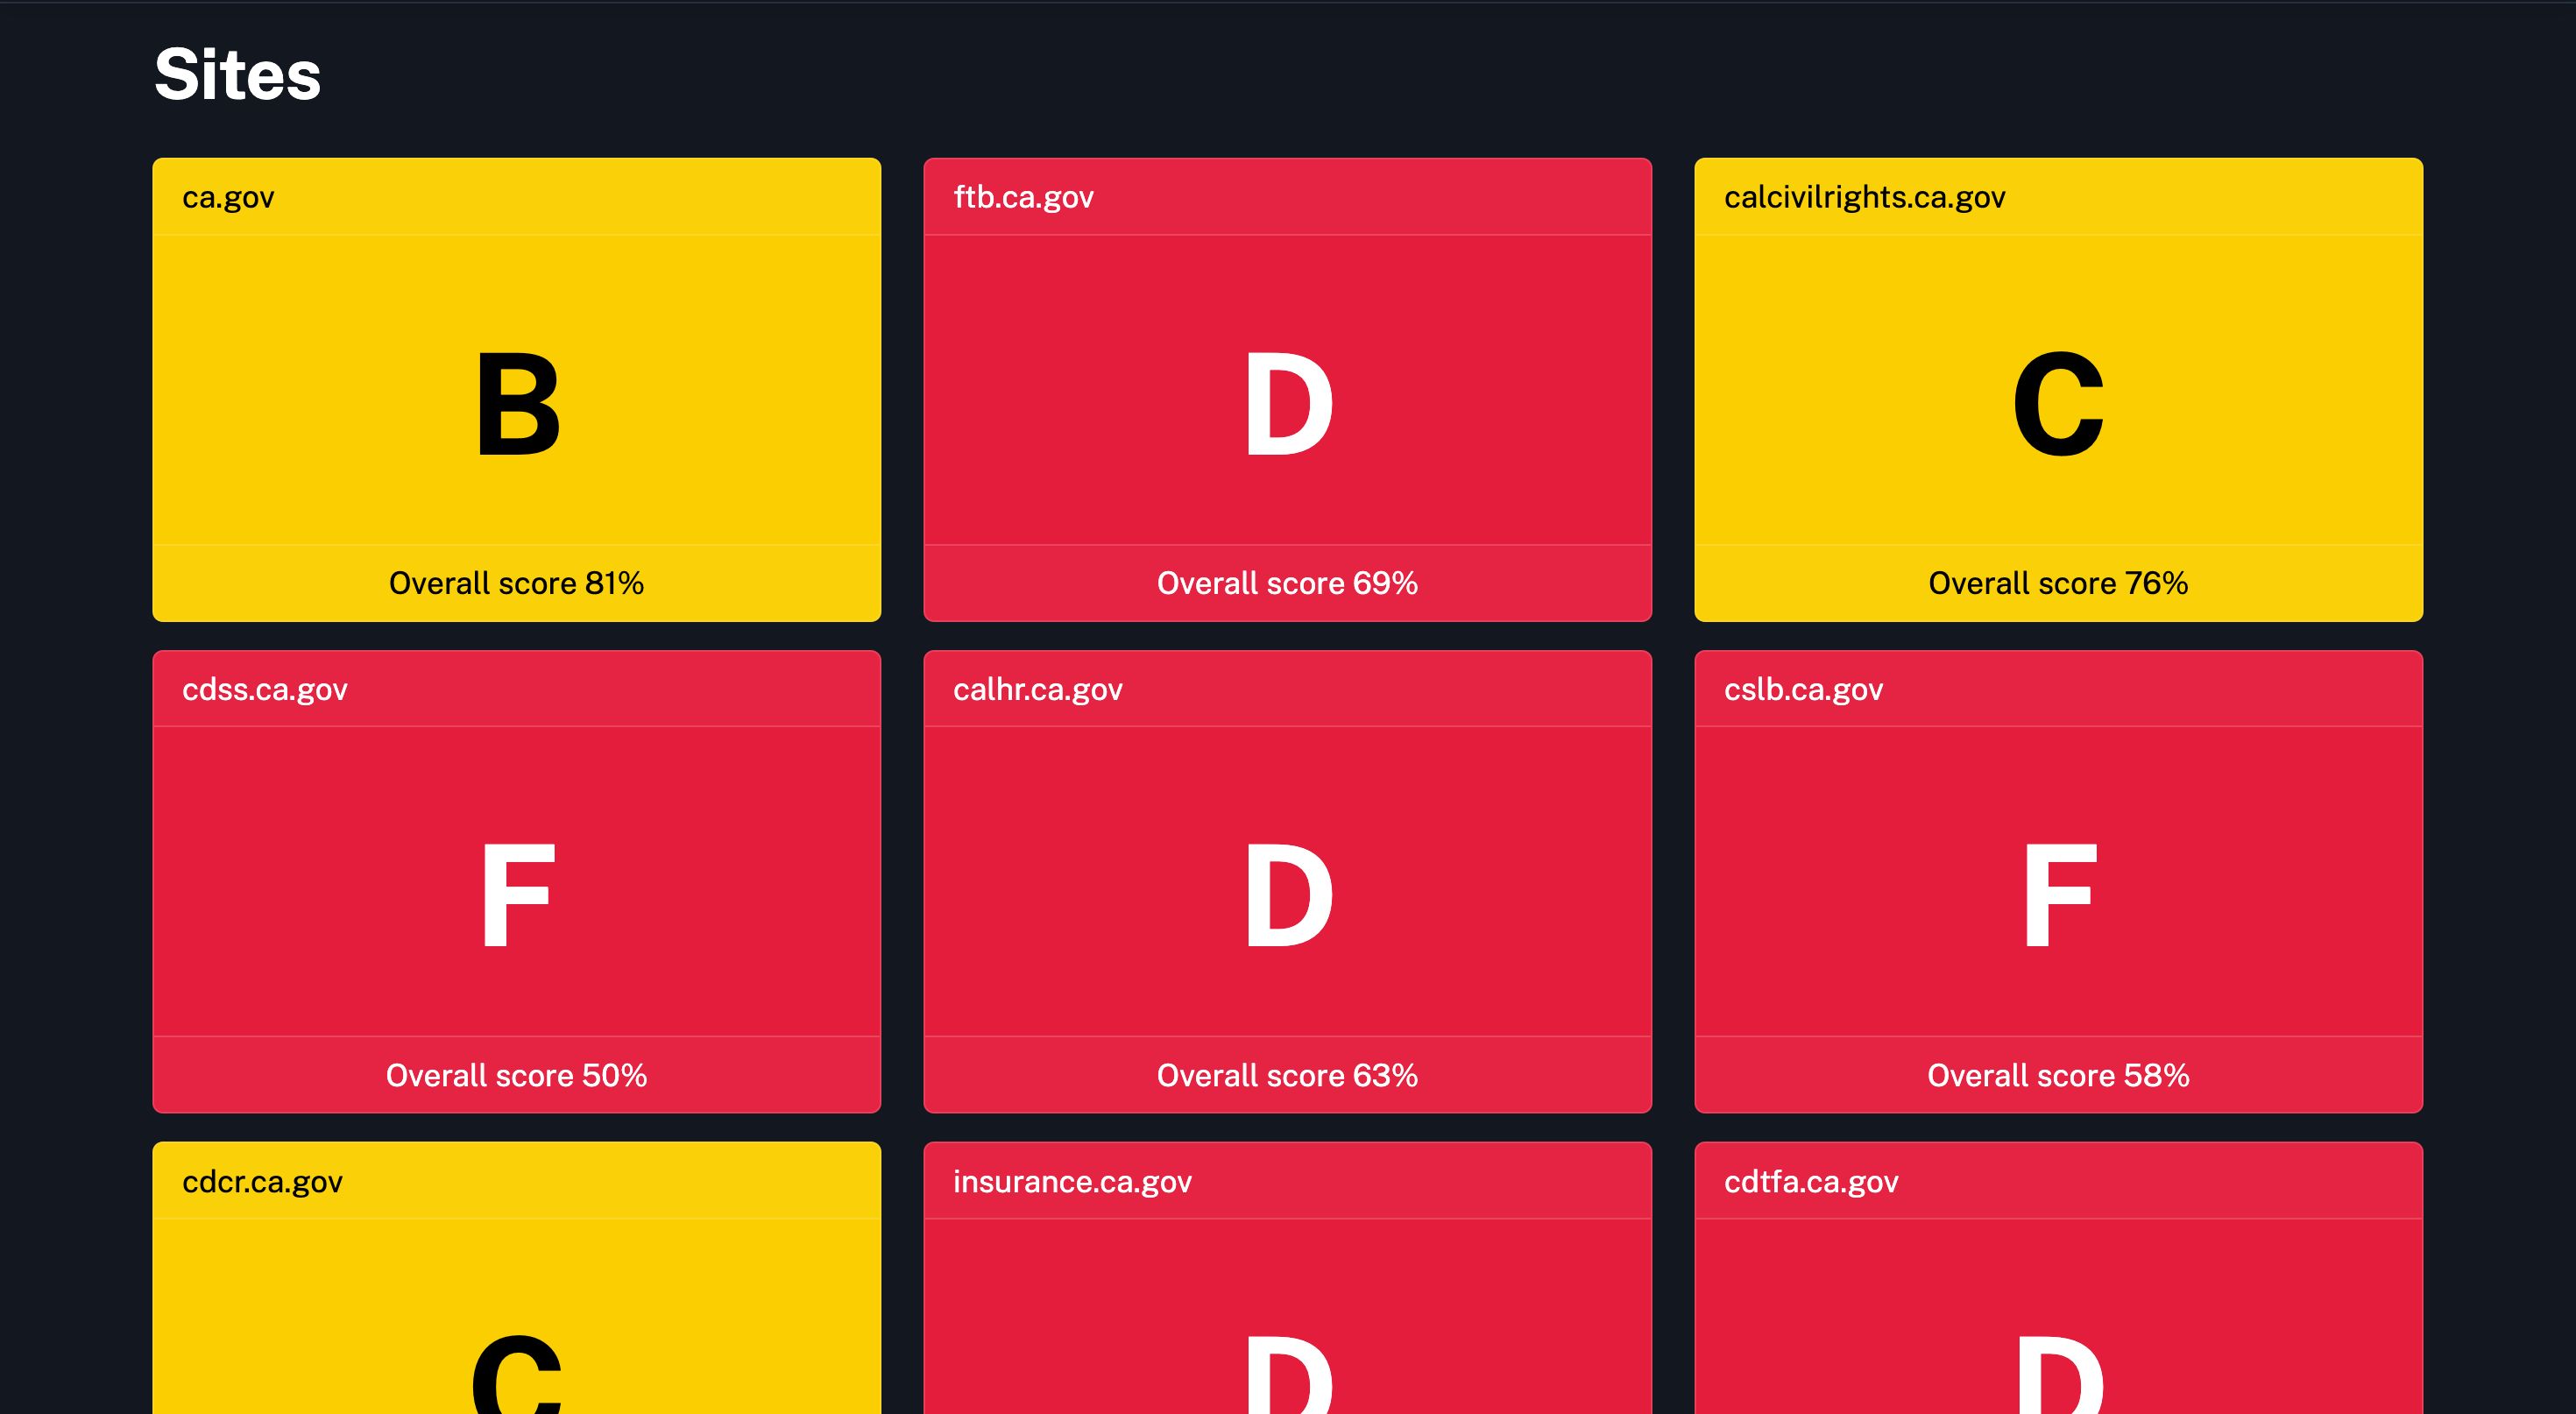 Sites
ca.gov
B
Overall score 81%
ftb.ca.gov
D
Overall score 69%
calcivilrights.ca.gov
C
Overall score 76%
cdss.ca.gov
F
Overall score 50%
calhr.ca.gov
D
Overall score 63%
cslb.ca.gov
F
Overall score 58%
cdcr.ca.gov
C
insurance.ca.gov
D
cdtfa.ca.gov
D